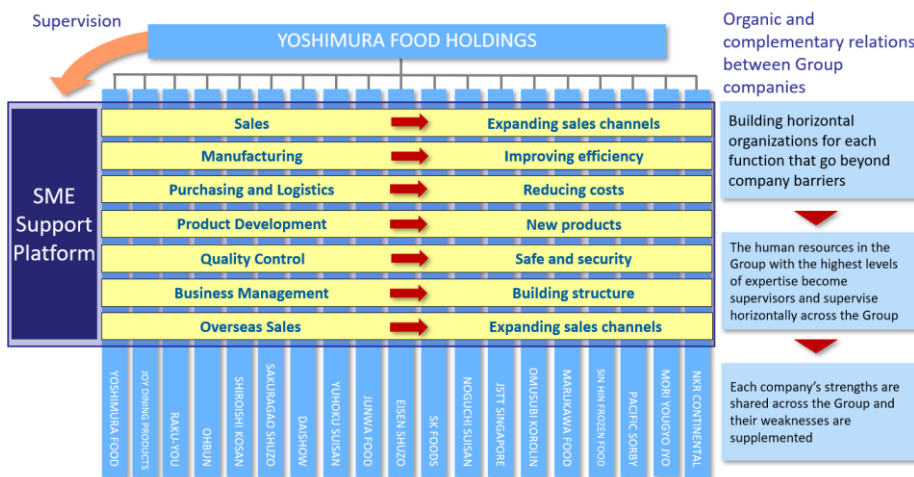 Supervision
YOSHIMURA FOOD HOLDINGS
Organic and
complementary relations
between Group
companies
SME
Support
Platform
Sales
Expanding sales channels
Manufacturing
Improving efficiency
Purchasing and Logistics
Reducing costs
Product Development
New products
Quality Control
Safe and security
Business Management
Building structure
Overseas Sales
Expanding sales channels
Building horizontal
organizations for each
function that go beyond
company barriers
The human resources in the
Group with the highest levels
of expertise become
supervisors and supervise
horizontally across the Group
Each company's strengths are
shared across the Group and
their weaknesses are
supplemented
YOSHIMURA FOOD
JOY DINING PRODUCTS
RAKU-YOU
OHBUN
SHIROISHI KOSAN
SAKURAGAO SHUZO
DAISHOW
YUHOKU SUISAN
JUNWA FOOD
EISEN SHUZO
SK FOODS
NOGUCHI SUISAN
JSTT SINGAPORE
OMUSUBI KOROLIN
MARUKAWA FOOD
SIN HIN FROZEN FOOD
PACIFIC SORBY
MORI YOUGYO JYO
NKR CONTINENTAL